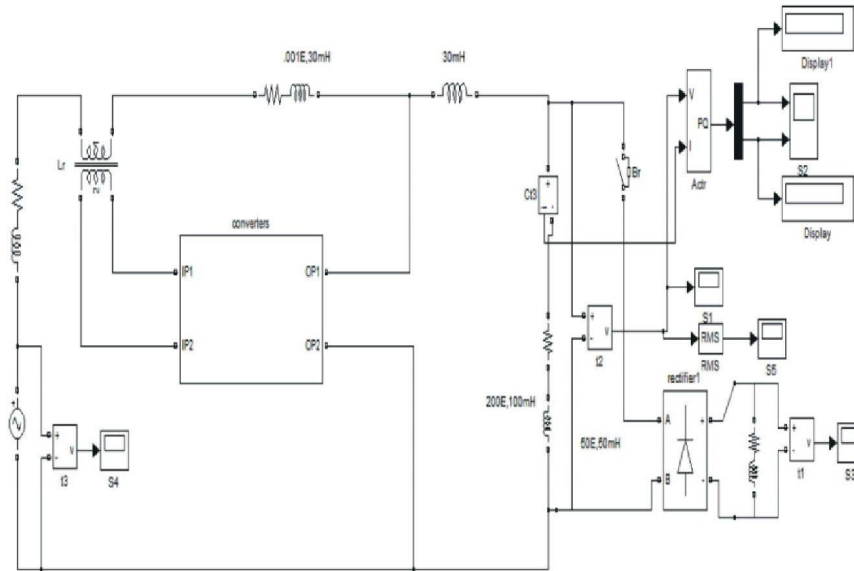 .001E,30mH
30mH
Display1
V
PQ
I
Actr
S2
Display
Lr
Br
+
Ct3
-
converters
IP1
OP1
IP2
OP2
S1
+
v
-
t2
RMS
RMS
S5
rectifier1
200E,100mH
50E,60mH
A
+
B
-
+
v
-
t1
S3
+
v
-
t3
S4